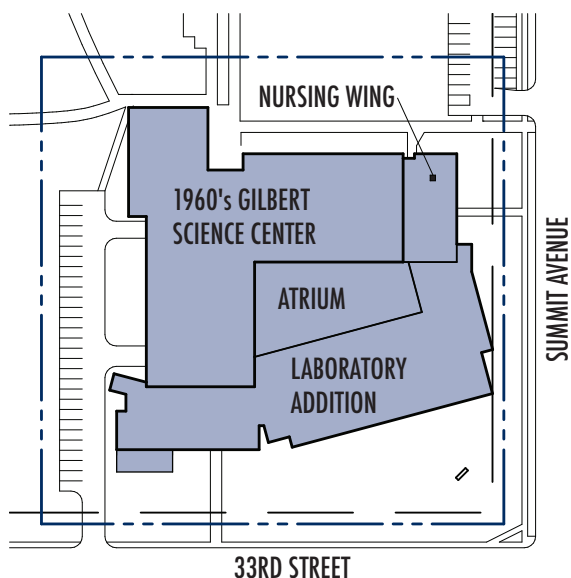 NURSING WING
1960's GILBERT
SCIENCE CENTER
ATRIUM
LABORATORY
ADDITION
SUMMIT AVENUE
33RD STREET